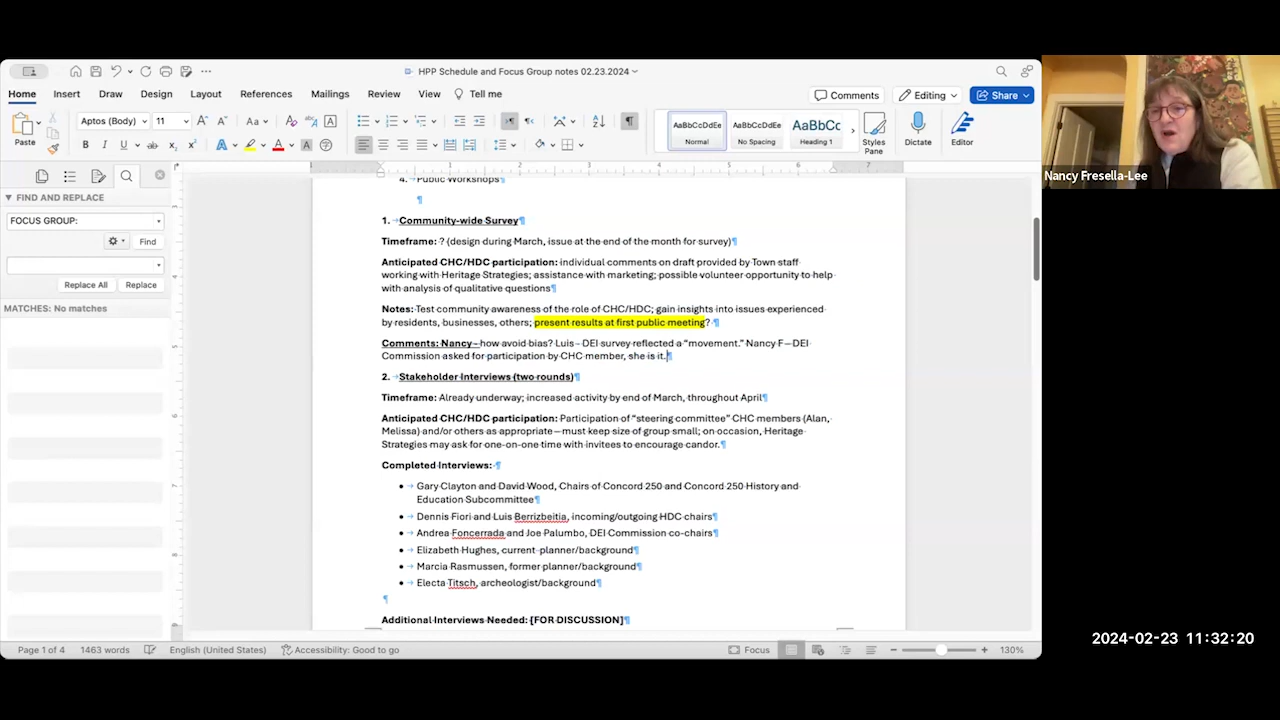 HPP Schedule and Focus Group notes 02.23.2024
Home Insert Draw Design Layout References Mailings Review View Tell me
Comments Editing Share
Paste
Aptos (Body) 11
AaBbCcDdEe AaBbCcDdEe AaBbCc
Normal No Spacing Heading 1
Styles Pane
Dictate
Editor
FIND AND REPLACE
FOCUS GROUP:
Find
Replace All Replace
MATCHES: No matches
4. Public Workshops
1. Community-wide Survey
Timeframe: ? (design during March, issue at the end of the month for survey)
Anticipated CHC/HDC participation: individual comments on draft provided by Town staff
working with Heritage Strategies; assistance with marketing; possible volunteer opportunity to help
with analysis of qualitative questions
Notes: Test community awareness of the role of CHC/HDC; gain insights into issues experienced
by residents, businesses, others; present results at first public meeting?
Comments: Nancy – how avoid bias? Luis – DEI survey reflected a “movement.” Nancy F – DEI
Commission asked for participation by CHC member, she is it.
2. Stakeholder Interviews (two rounds)
Timeframe: Already underway; increased activity by end of March, throughout April
Anticipated CHC/HDC participation: Participation of “steering committee” CHC members (Alan,
Melissa) and/or others as appropriate – must keep size of group small; on occasion, Heritage
Strategies may ask for one-on-one time with invitees to encourage candor.
Completed Interviews:
• Gary Clayton and David Wood, Chairs of Concord 250 and Concord 250 History and
Education Subcommittee
• Dennis Fiori and Luis Berrizbeitia, incoming/outgoing HDC chairs
• Andrea Foncerrada and Joe Palumbo, DEI Commission co-chairs
• Elizabeth Hughes, current planner/background
• Marcia Rasmussen, former planner/background
• Electa Titsch, archeologist/background
Additional Interviews Needed: [FOR DISCUSSION]
Page 1 of 4 1463 words English (United States) Accessibility: Good to go Focus 130%
Nancy Fresella-Lee
2024-02-23 11:32:20